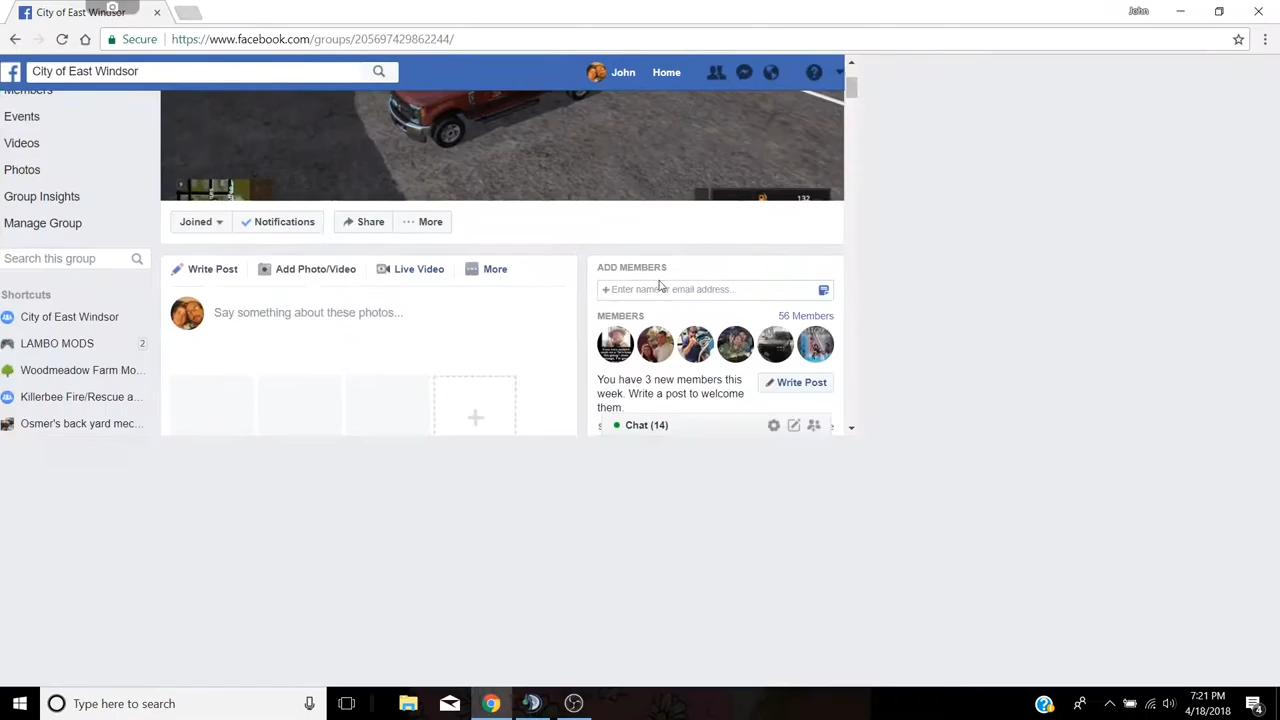 City of East Windsor
John
Secure
https://www.facebook.com/groups/205697429862244/
City of East Windsor
John
Home
Members
Events
Videos
Photos
Group Insights
Manage Group
Search this group
Shortcuts
City of East Windsor
LAMBO MODS
2
Woodmeadow Farm Mo...
Killerbee Fire/Rescue a...
Osmer's back yard mec...
132
Joined
Notifications
Share
More
Write Post
Add Photo/Video
Live Video
More
Say something about these photos...
ADD MEMBERS
+ Enter name or email address...
MEMBERS
56 Members
You have 3 new members this
week. Write a post to welcome
them.
Write Post
Chat (14)
Type here to search
7:21 PM
4/18/2018
4